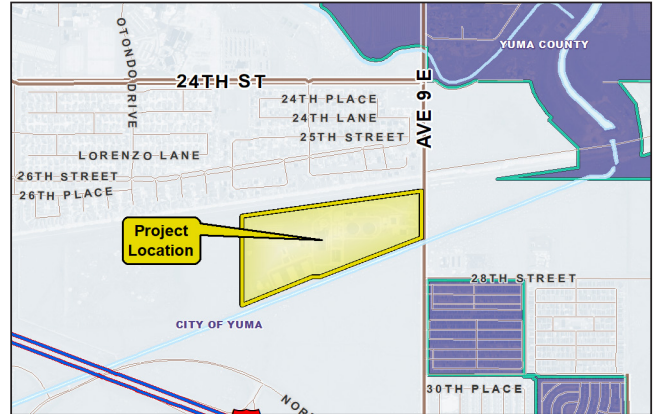 OTONDO DRIVE
YUMA COUNTY
24TH ST
AVE 9 E
24TH PLACE
24TH LANE
25TH STREET
LORENZO LANE
26TH STREET
26TH PLACE
Project
Location
28TH STREET
CITY OF YUMA
30TH PLACE